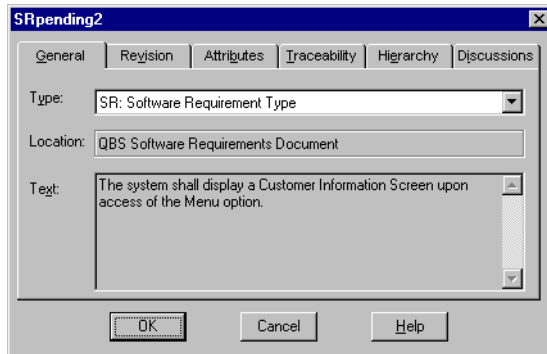 SRpending2
General Revision Attributes Traceability Hierarchy Discussions
Type: SR: Software Requirement Type
Location: QBS Software Requirements Document
Text: The system shall display a Customer Information Screen upon
access of the Menu option.
OK Cancel Help